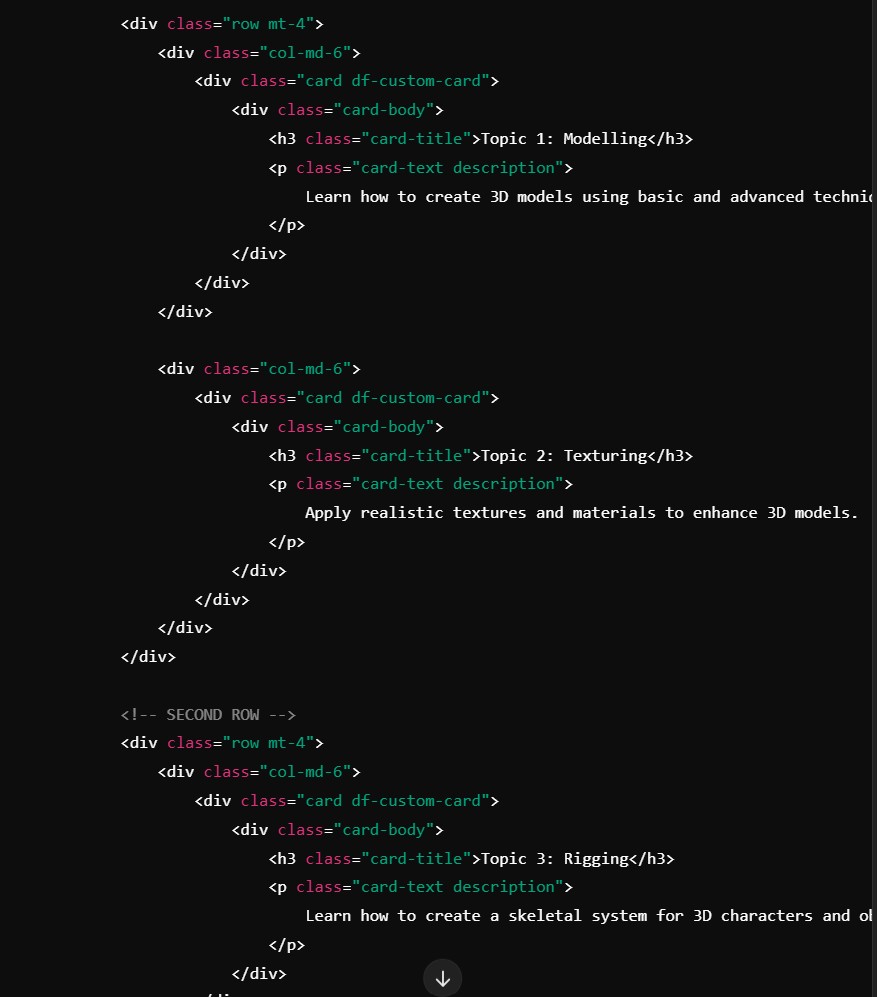 <div class="row mt-4">
<div class="col-md-6">
<div class="card df-custom-card">
<div class="card-body">
<h3 class="card-title">Topic 1: Modelling</h3>
<p class="card-text description">
Learn how to create 3D models using basic and advanced
</p>
</div>
</div>
</div>
<div class="col-md-6">
<div class="card df-custom-card">
<div class="card-body">
<h3 class="card-title">Topic 2: Texturing</h3>
<p class="card-text description">
Apply realistic textures and materials to enhance 3D models.
</p>
</div>
</div>
</div>
</div>
<!-- SECOND ROW -->
<div class="row mt-4">
<div class="col-md-6">
<div class="card df-custom-card">
<div class="card-body">
<h3 class="card-title">Topic 3: Rigging</h3>
<p class="card-text description">
Learn how to create a skeletal system for 3D characters and
</p>
</div>